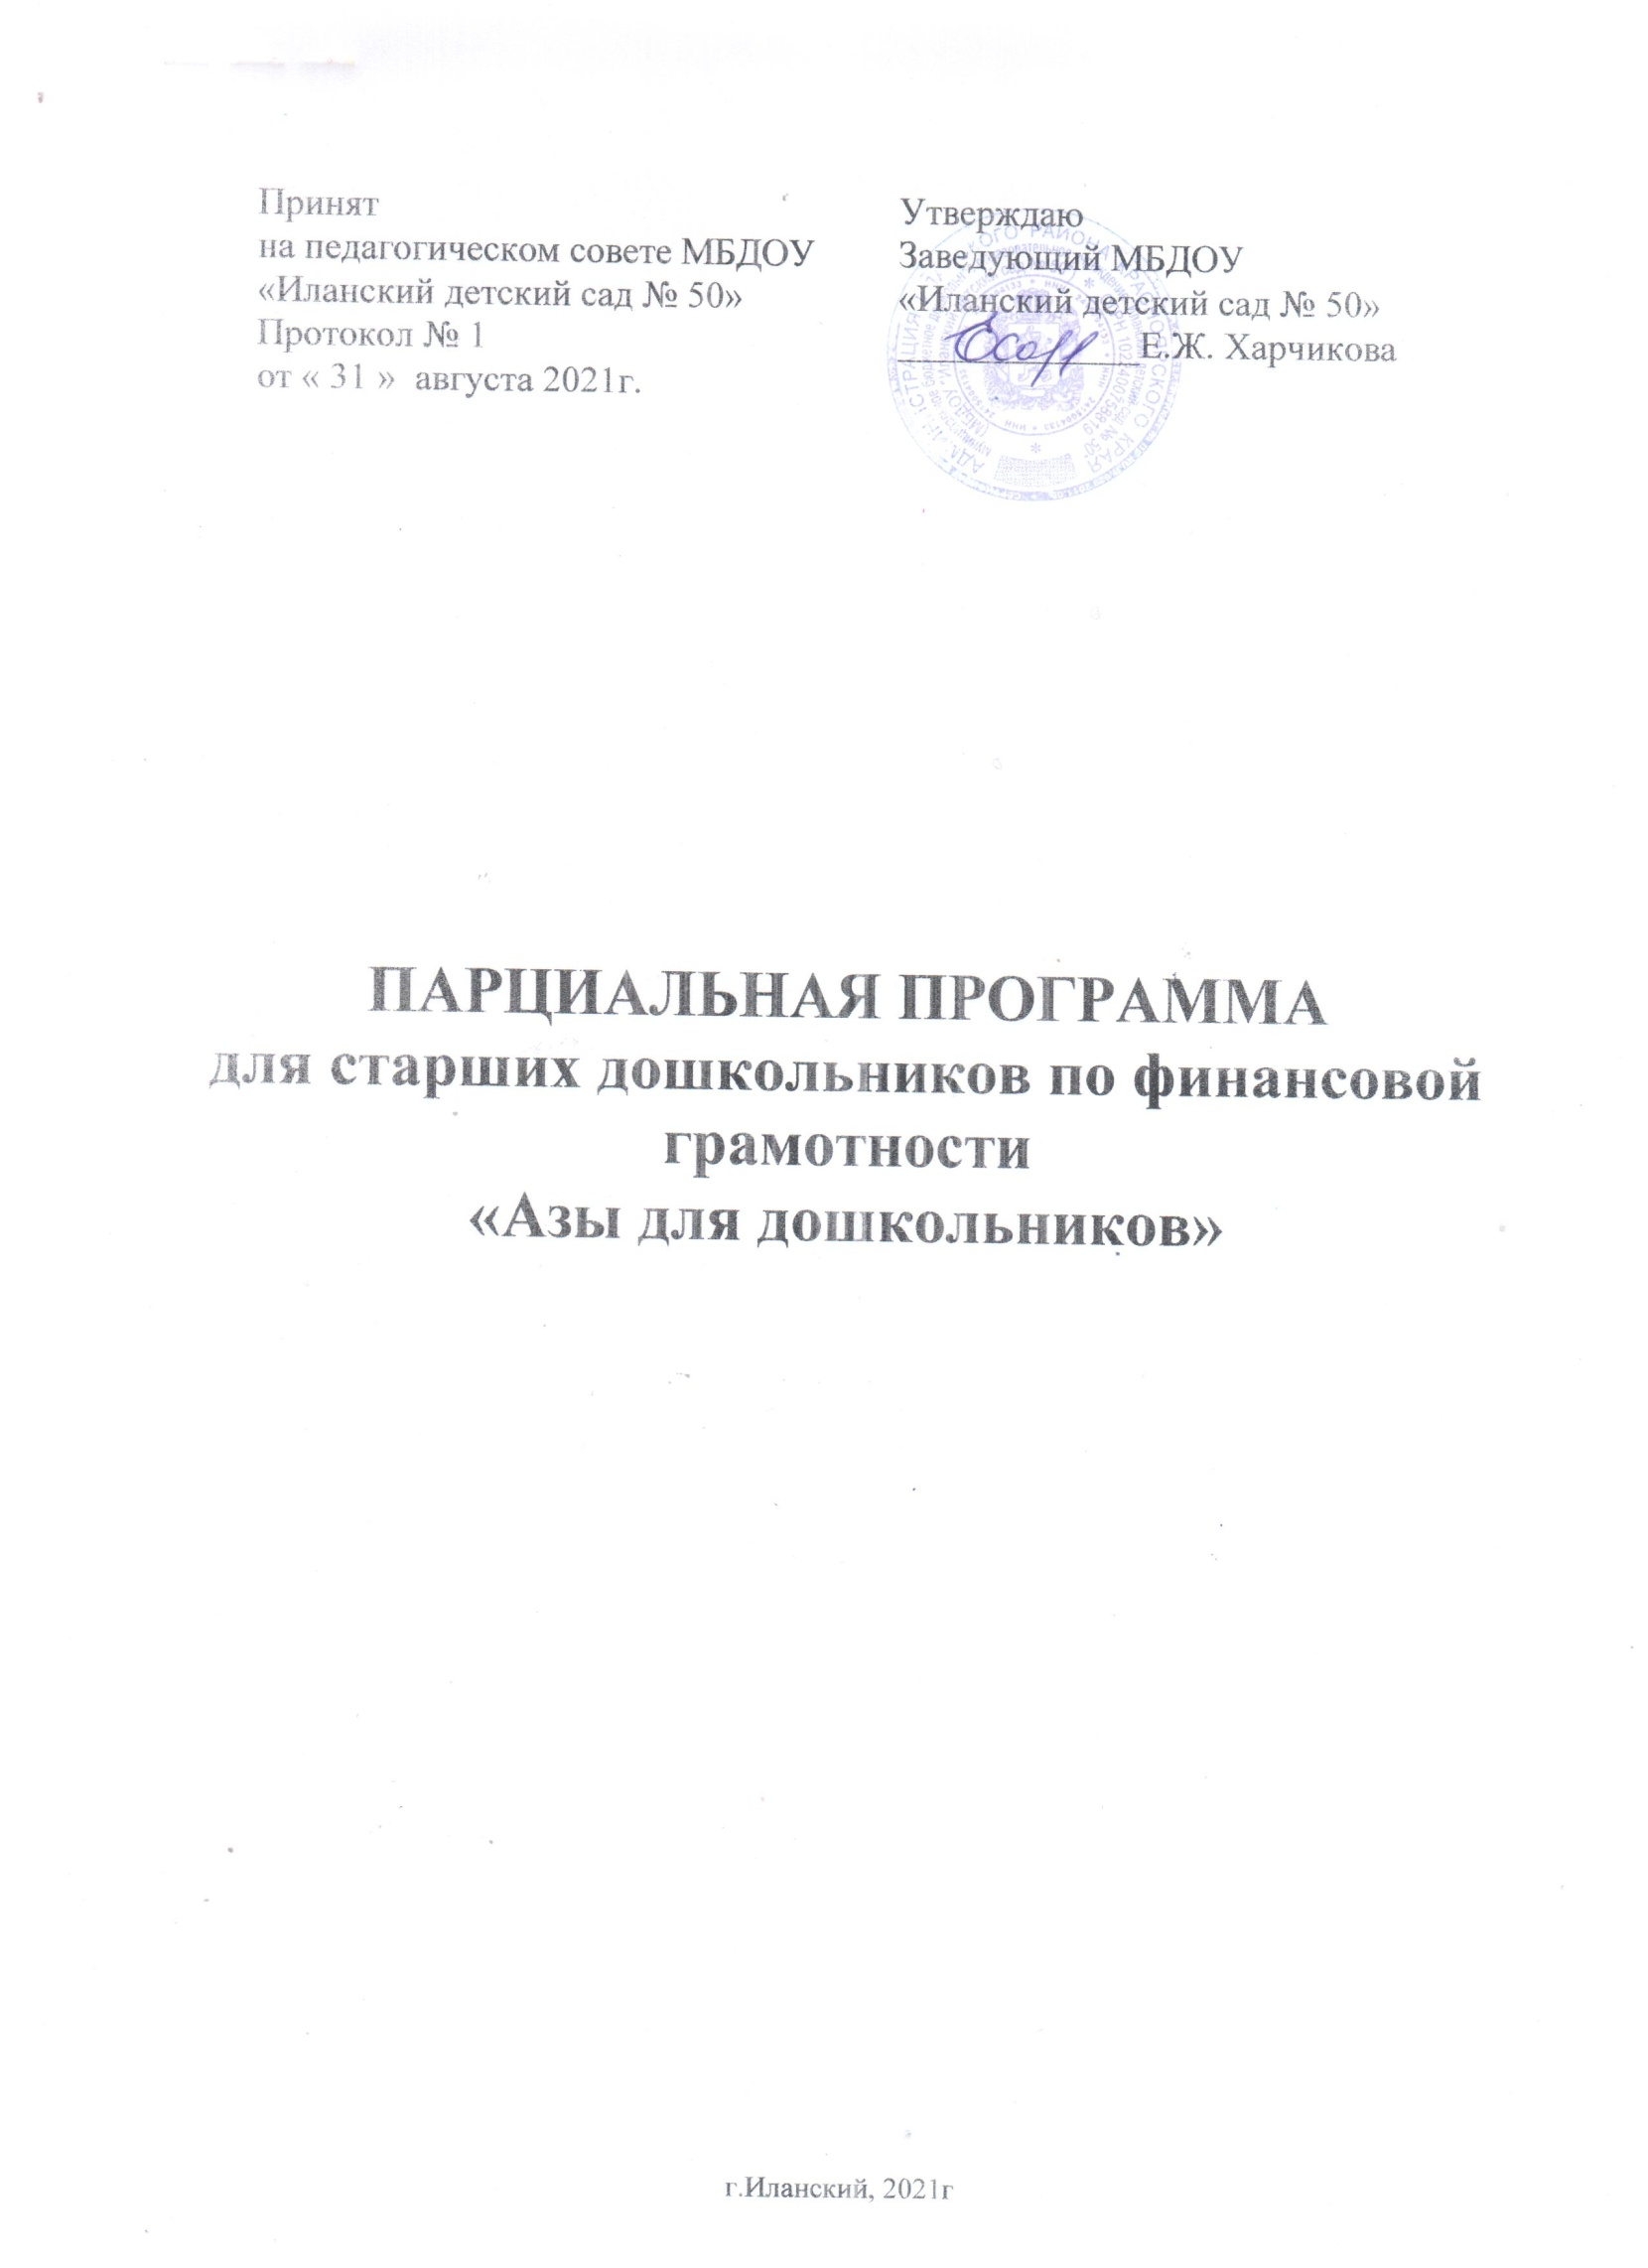 Принят
на педагогическом совете МБДОУ
«Иланский детский сад № 50»
Протокол № 1
от « 31 » августа 2021г.
Утверждаю
Заведующий МБДОУ
«Иланский детский сад № 50»
Е.Ж. Харчикова
ПАРЦИАЛЬНАЯ ПРОГРАММА
для старших дошкольников по финансовой
грамотности
«Азы для дошкольников»
г.Иланский, 2021г